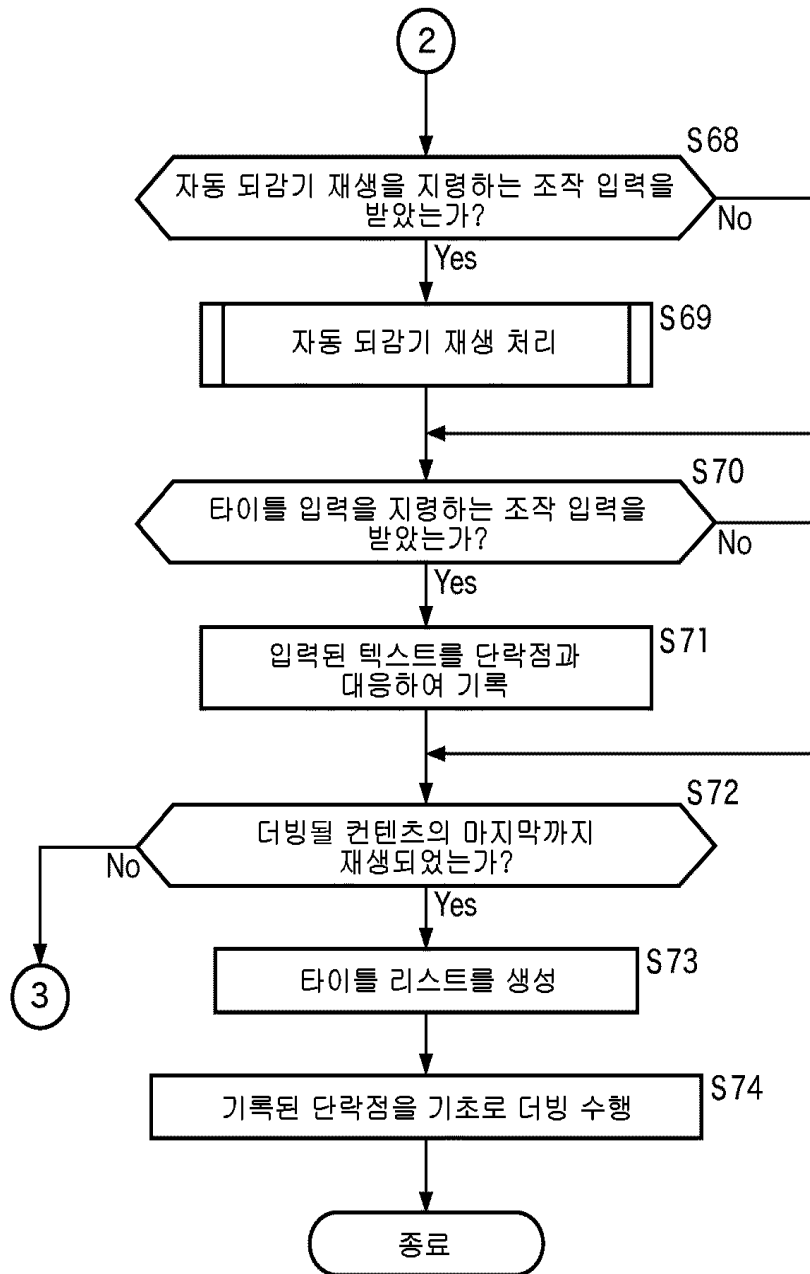 2
S68
자동 되감기 재생을 지령하는 조작 입력을
받았는가?
No
Yes
S69
자동 되감기 재생 처리
S70
타이틀 입력을 지령하는 조작 입력을
받았는가?
No
Yes
S71
입력된 텍스트를 단락점과
대응하여 기록
S72
더빙될 컨텐츠의 마지막까지
재생되었는가?
No
Yes
3
S73
타이틀 리스트를 생성
S74
기록된 단락점을 기초로 더빙 수행
종료